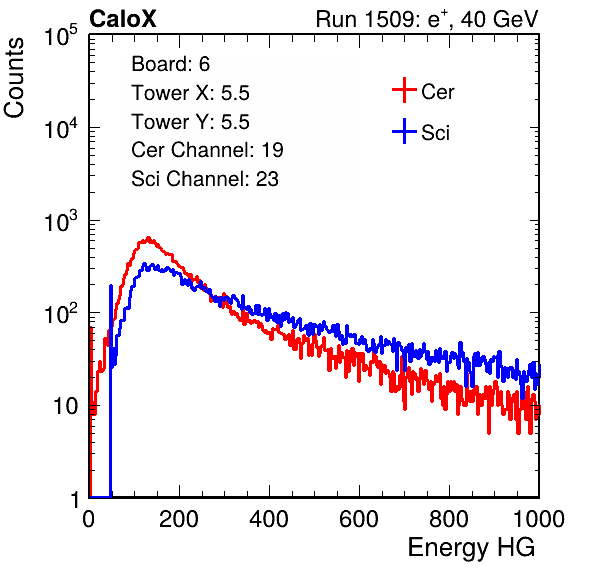 CaloX Run 1509: e⁺, 40 GeV
Board: 6
Tower X: 5.5
Tower Y: 5.5
Cer Channel: 19
Sci Channel: 23
Cer
Sci
Counts
10⁵
10⁴
10³
10²
10
1
0 200 400 600 800 1000
Energy HG